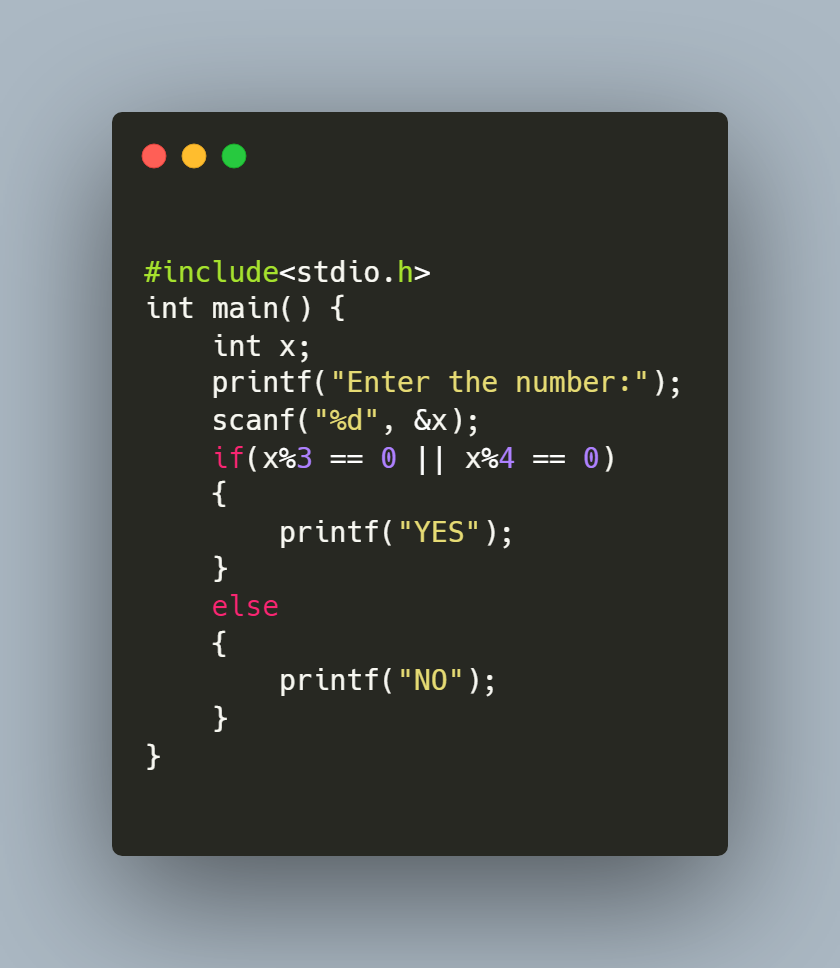 #include<stdio.h>
int main() {
    int x;
    printf("Enter the number:");
    scanf("%d", &x);
    if(x%3 == 0 || x%4 == 0)
    {
        printf("YES");
    }
    else
    {
        printf("NO");
    }
}